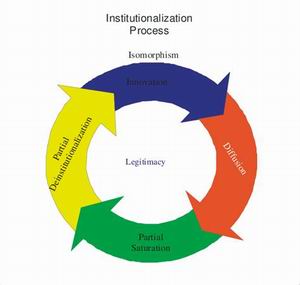 Institutionalization
Process
Isomorphism
Innovation
Diffusion
Legitimacy
Partial
Deinstitutionalization
Partial
Saturation